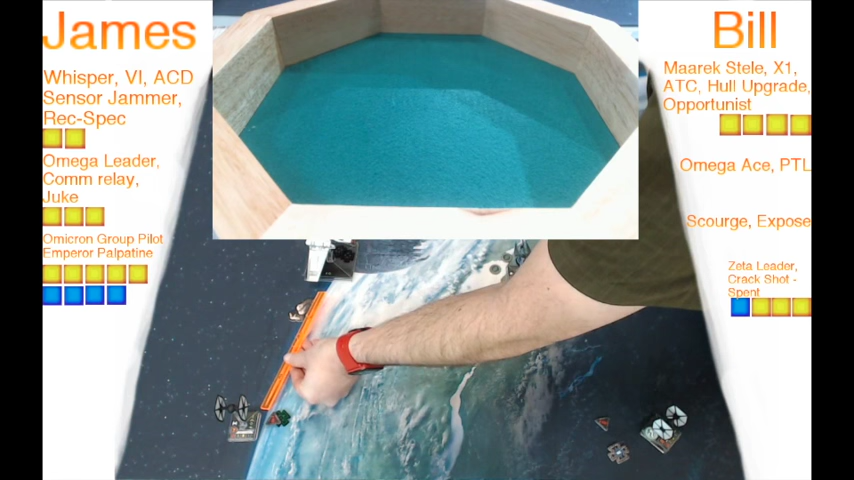 James
Whisper, VI, ACD
Sensor Jammer,
Rec-Spec
Omega Leader,
Comm relay,
Juke
Omicron Group Pilot
Emperor Palpatine
Bill
Maarek Stele, X1,
ATC, Hull Upgrade,
Opportunist
Omega Ace, PTL
Scourge, Expose
Zeta Leader,
Crack Shot -
Spent